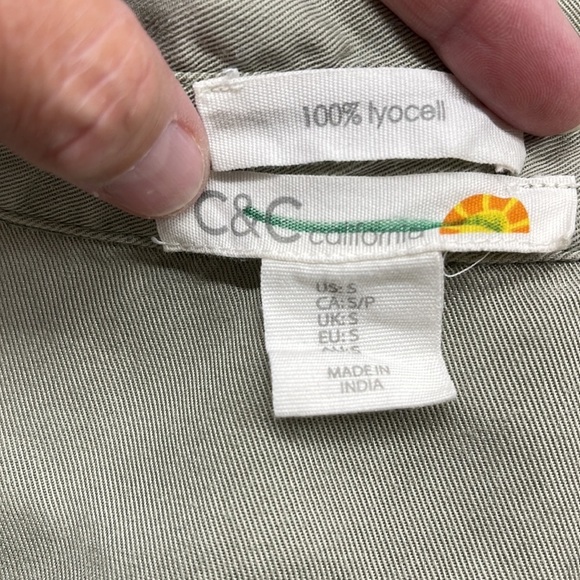 100% lyocell
C&C california
US: S
CA: S/P
UK: S
EU: S
MADE IN
INDIA